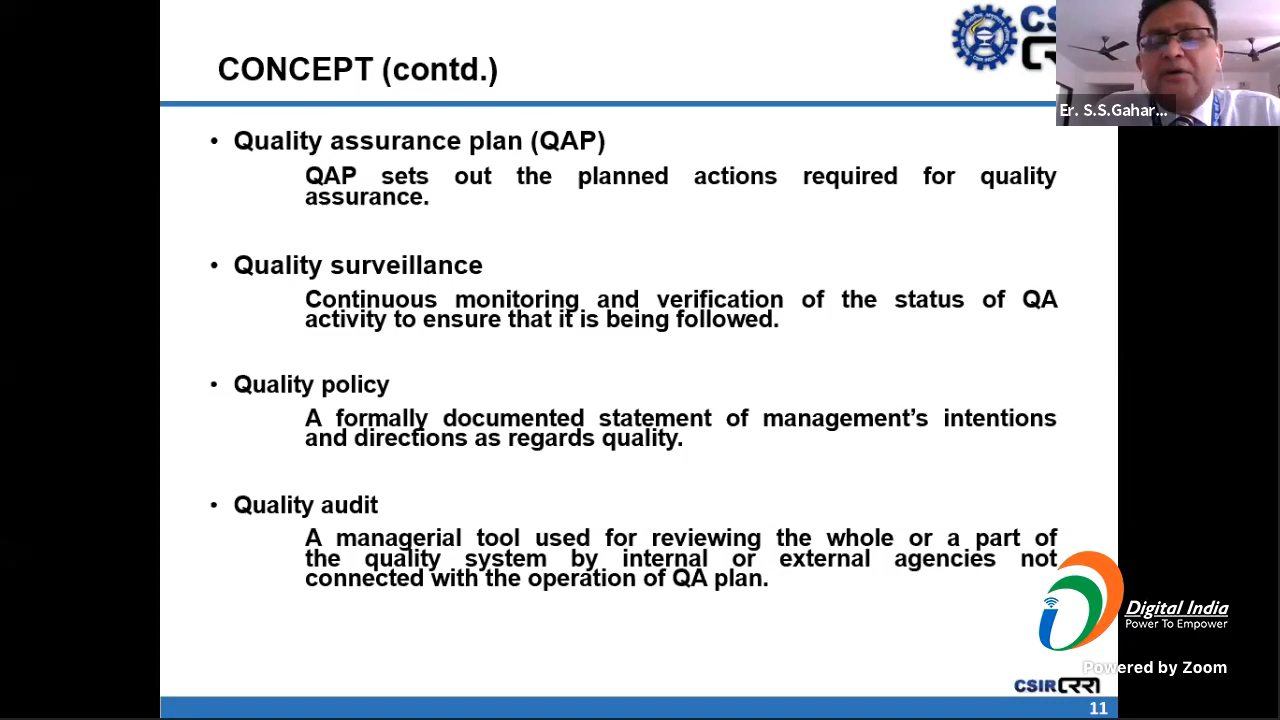 CONCEPT (contd.)
Er. S.S.Gahar...
• Quality assurance plan (QAP)
QAP sets out the planned actions required for quality
assurance.
• Quality surveillance
Continuous monitoring and verification of the status of QA
activity to ensure that it is being followed.
• Quality policy
A formally documented statement of management’s intentions
and directions as regards quality.
• Quality audit
A managerial tool used for reviewing the whole or a part of
the quality system by internal or external agencies not
connected with the operation of QA plan.
Digital India
Power To Empower
Powered by Zoom
CSIR CRRI
11